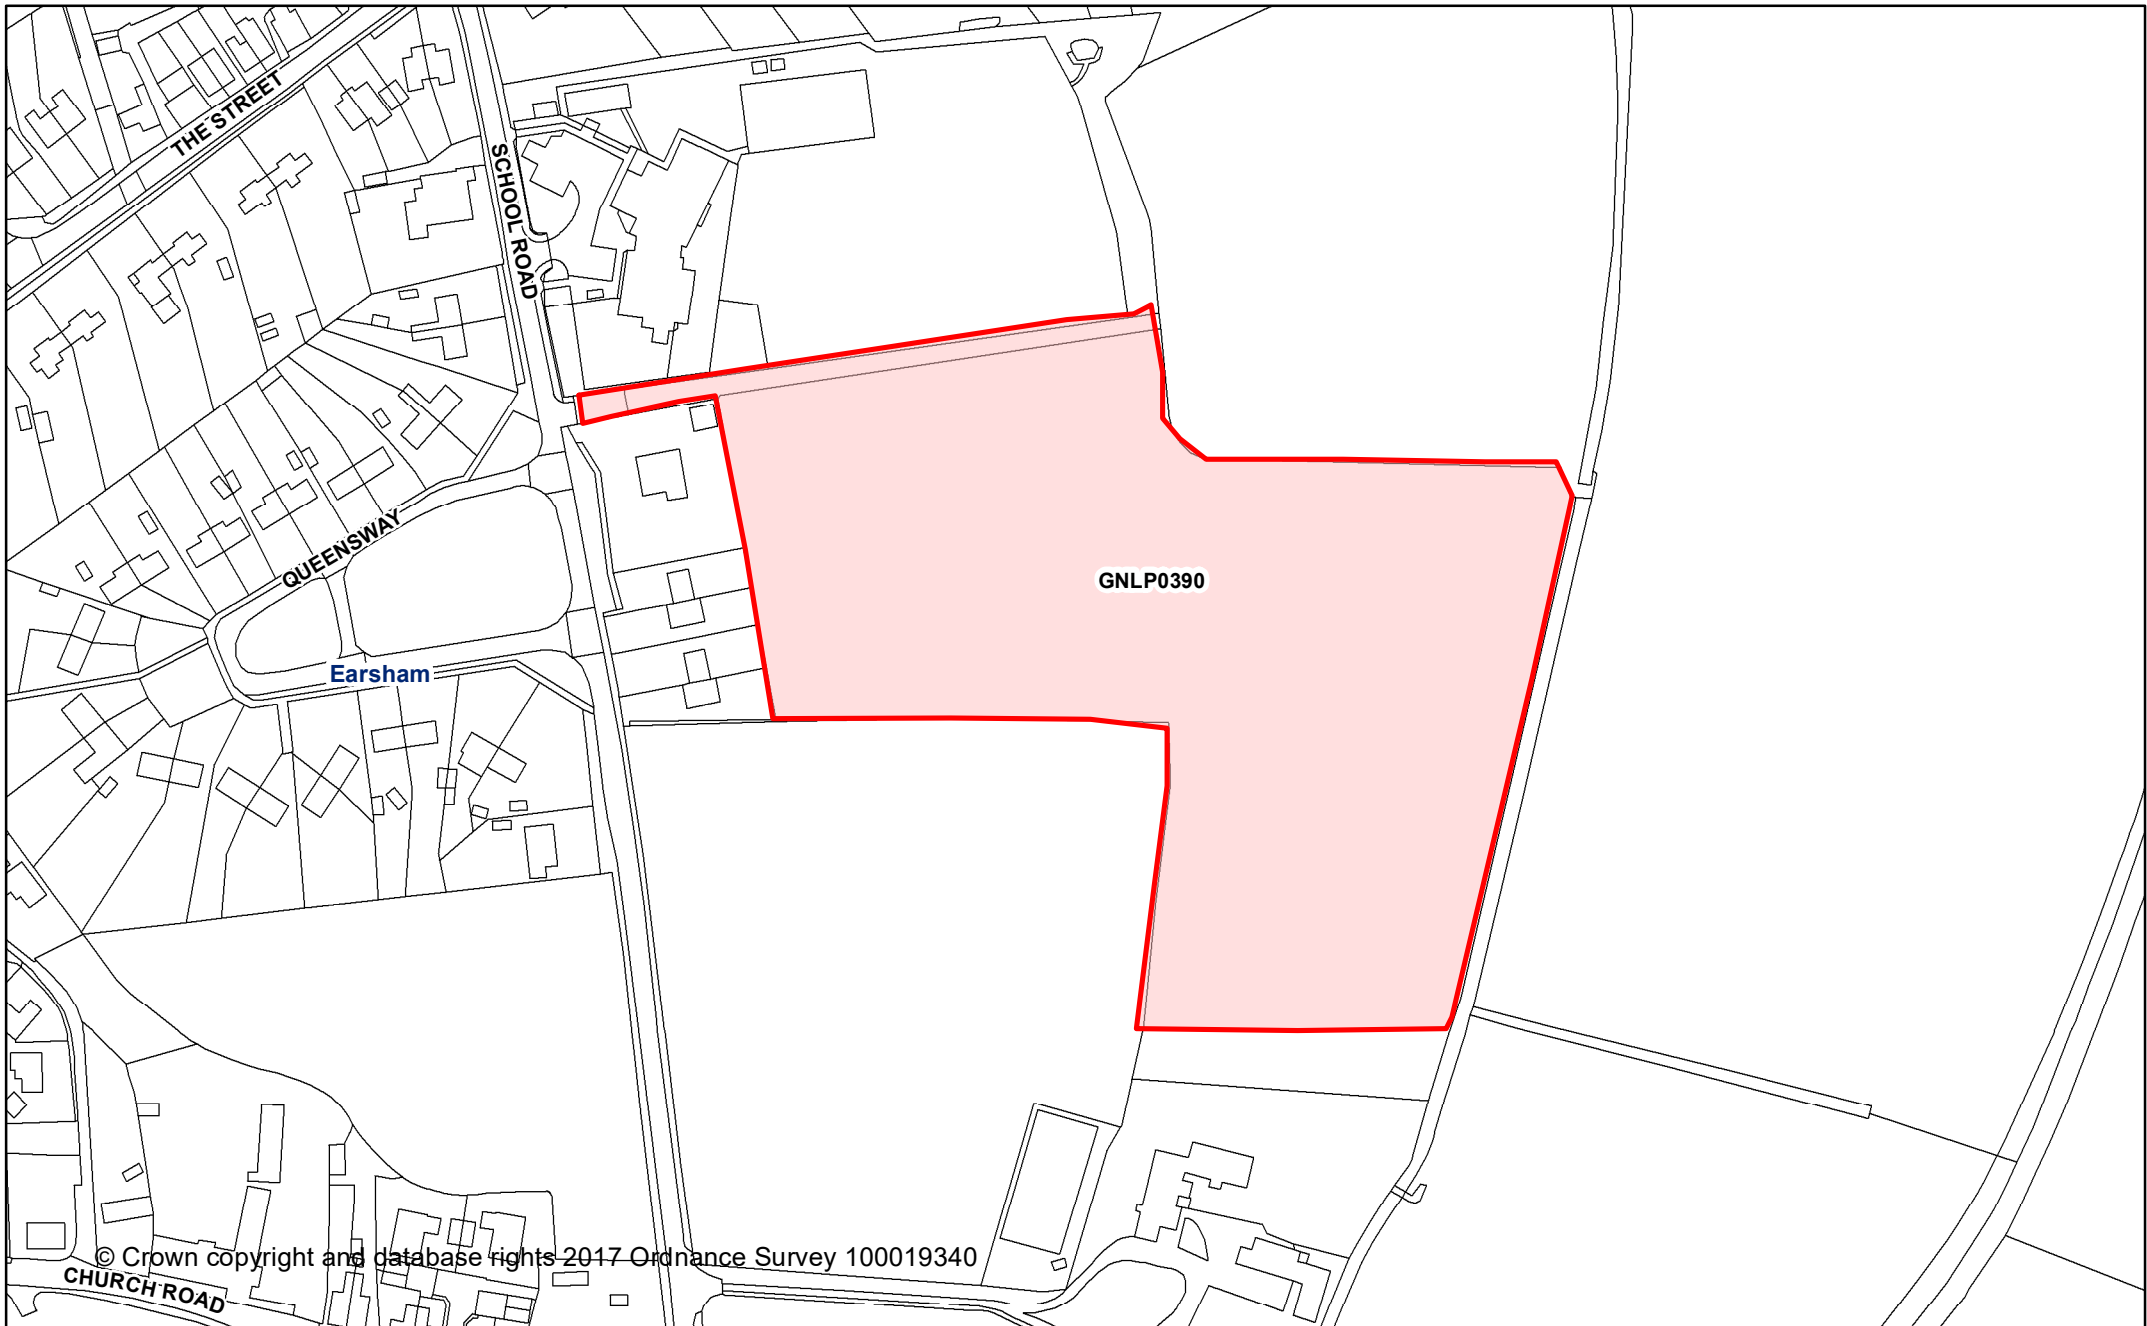 THE STREET
SCHOOL ROAD
QUEENSWAY
GNLP0390
Earsham
© Crown copyright and database rights 2017 Ordnance Survey 100019340
CHURCH ROAD